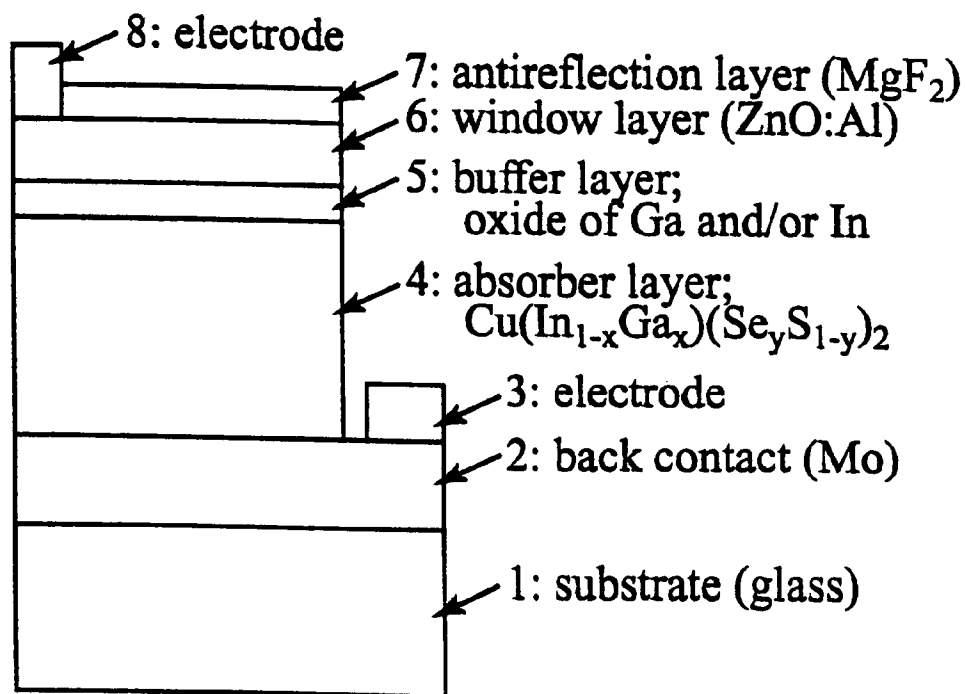 8: electrode
7: antireflection layer (MgF₂)
6: window layer (ZnO:Al)
5: buffer layer;
oxide of Ga and/or In
4: absorber layer;
Cu(In₁₋ₓGaₓ)(SeᵧS₁₋ᵧ)₂
3: electrode
2: back contact (Mo)
1: substrate (glass)